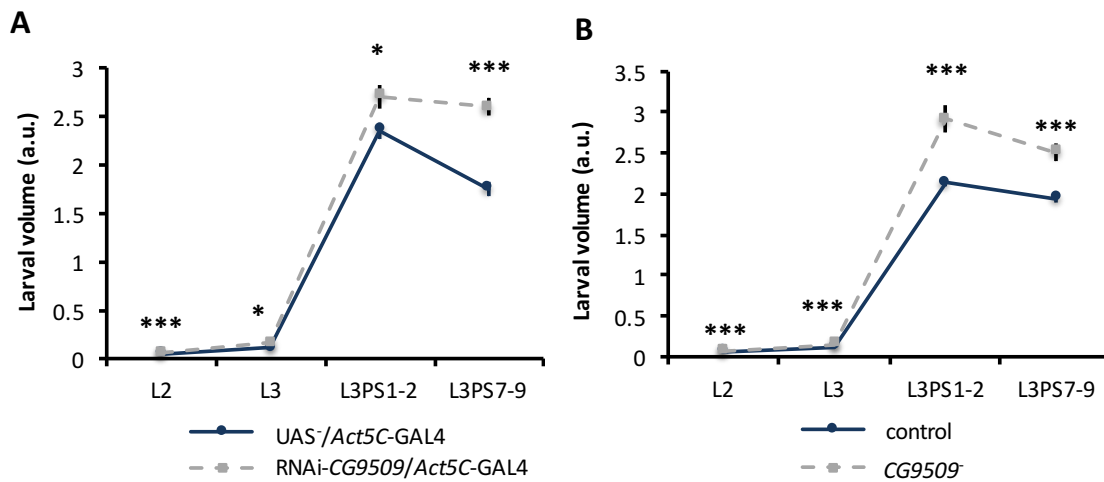 A
Larval volume (a.u.)
3
2.5
2
1.5
1
0.5
0
***
*
*
***
L2 L3 L3PS1-2 L3PS7-9
UAS⁻/Act5C-GAL4
RNAi-CG9509/Act5C-GAL4
B
Larval volume (a.u.)
3.5
3
2.5
2
1.5
1
0.5
0
***
***
***
***
L2 L3 L3PS1-2 L3PS7-9
control
CG9509⁻